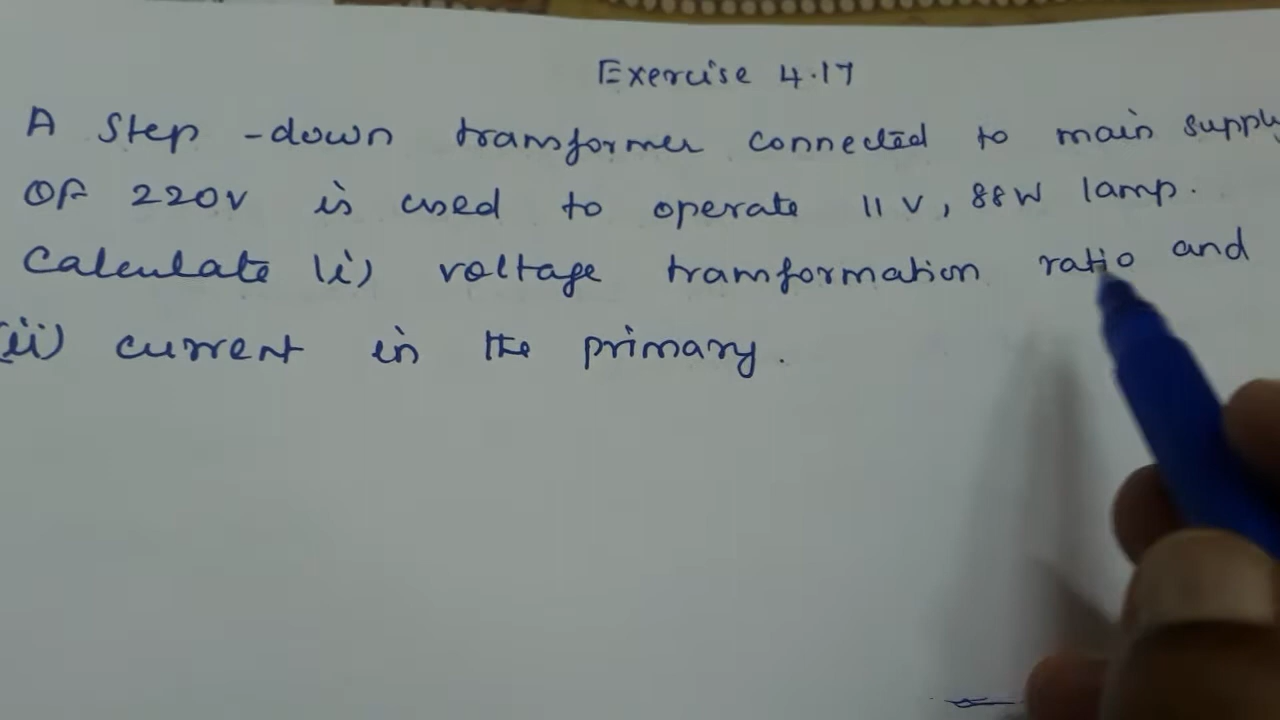 Exercise 4.17
A Step-down transformer connected to main supply
Of 220V is used to operate 11 V, 88W lamp.
Calculate (i) voltage transformation ratio and
(ii) current in the primary.